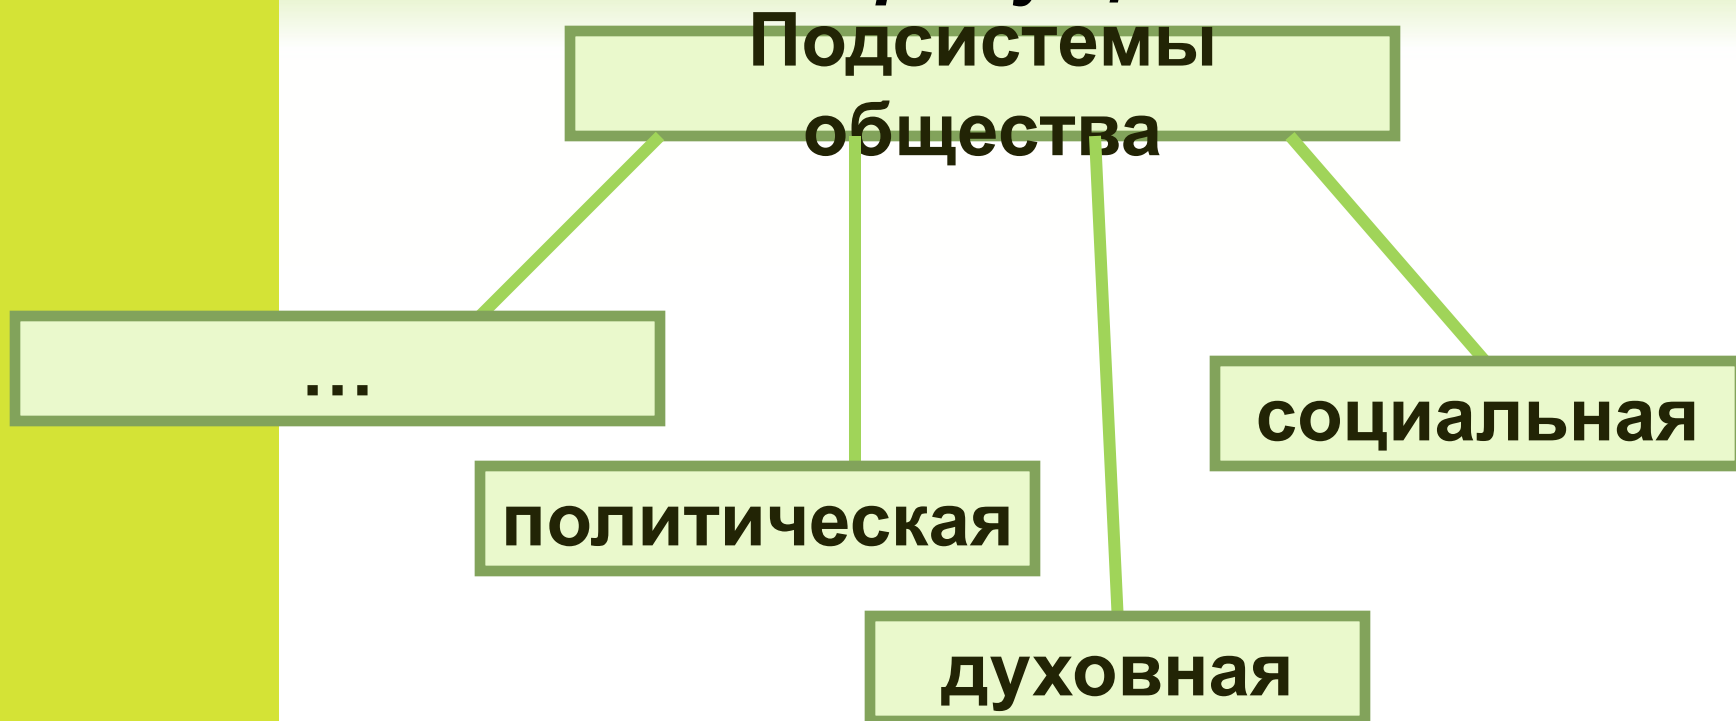 Подсистемы
общества
…
социальная
политическая
духовная